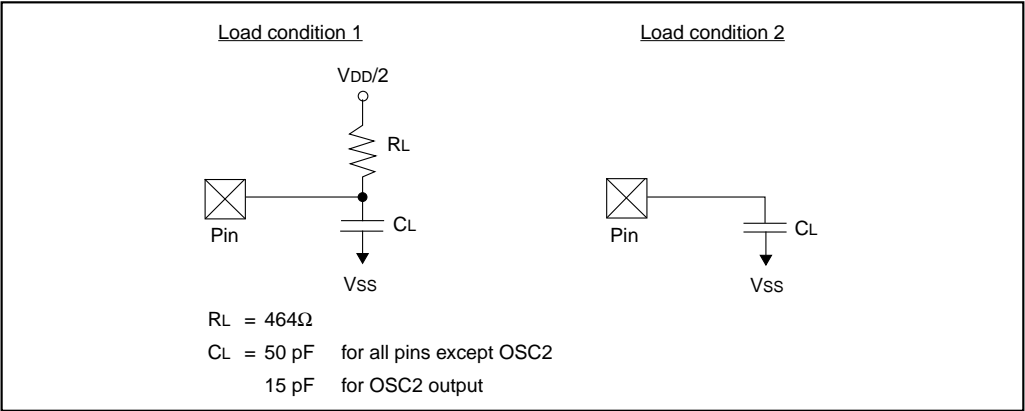 Load condition 1
VDD/2
RL
Pin
CL
VSS
Load condition 2
Pin
CL
VSS
RL = 464Ω
CL = 50 pF for all pins except OSC2
15 pF for OSC2 output